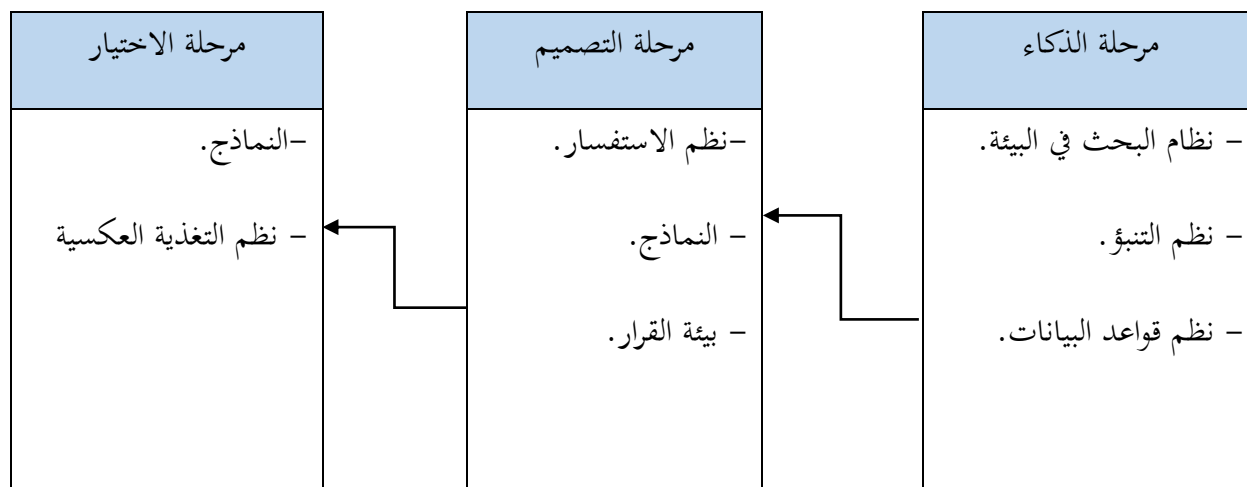 مرحلة الذكاء
– نظام البحث في البيئة.
– نظم التنبؤ.
– نظم قواعد البيانات.
مرحلة التصميم
–نظم الاستفسار.
– النماذج.
– بيئة القرار.
مرحلة الاختيار
–النماذج.
– نظم التغذية العكسية